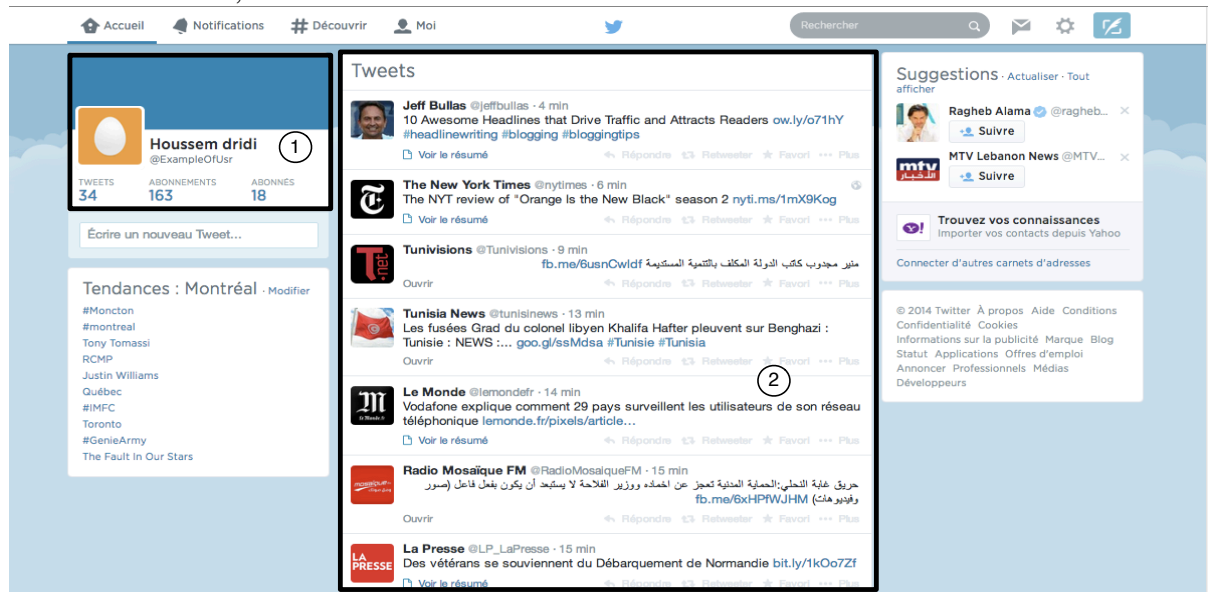 Accueil Notifications Découvrir Moi Rechercher
Houssem dridi
@ExampleOfUsr
1
TWEETS ABONNEMENTS ABONNÉS
34 163 18
Écrire un nouveau Tweet...
Tendances : Montréal · Modifier
#Moncton
#montreal
Tony Tomassi
RCMP
Justin Williams
Québec
#IMFC
Toronto
#GenieArmy
The Fault In Our Stars
Tweets
Jeff Bullas @jeffbullas · 4 min
10 Awesome Headlines that Drive Traffic and Attracts Readers ow.ly/o71hY
#headlinewriting #blogging #bloggingtips
Voir le résumé Répondre Retweeter Favori Plus
The New York Times @nytimes · 6 min
The NYT review of "Orange Is the New Black" season 2 nyti.ms/1mX9Kog
Voir le résumé Répondre Retweeter Favori Plus
T.net
Tunivisions @Tunivisions · 9 min
منير مجدوب كاتب الدولة المكلف بالتنمية المستديمة fb.me/6usnCwIdf
Ouvrir Répondre Retweeter Favori Plus
Tunisia News @tunisinews · 13 min
Les fusées Grad du colonel libyen Khalifa Hafter pleuvent sur Benghazi :
Tunisie : NEWS :... goo.gl/ssMdsa #Tunisie #Tunisia
Ouvrir Répondre Retweeter Favori Plus
2
Le Monde @lemondefr · 14 min
Vodafone explique comment 29 pays surveillent les utilisateurs de son réseau
téléphonique lemonde.fr/pixels/article...
Voir le résumé Répondre Retweeter Favori Plus
Radio Mosaïque FM @RadioMosaiqueFM · 15 min
حريق غابة النحلي:الحماية المدنية تعجز عن اخماده ووزير الفلاحة لا يستبعد أن يكون بفعل فاعل (صور
وفيديوهات) fb.me/6xHPfWJHM
Ouvrir Répondre Retweeter Favori Plus
LA
PRESSE
La Presse @LP_LaPresse · 15 min
Des vétérans se souviennent du Débarquement de Normandie bit.ly/1kOo7Zf
Voir le résumé Répondre Retweeter Favori Plus
Suggestions · Actualiser · Tout
afficher
Ragheb Alama @ragheb...
Suivre
mtv
الأخبار
MTV Lebanon News @MTV...
Suivre
Trouvez vos connaissances
Importer vos contacts depuis Yahoo
Connecter d'autres carnets d'adresses
© 2014 Twitter À propos Aide Conditions
Confidentialité Cookies
Informations sur la publicité Marque Blog
Statut Applications Offres d'emploi
Annoncer Professionnels Médias
Développeurs